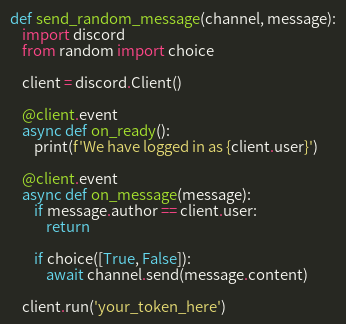 def send_random_message(channel, message):
    import discord
    from random import choice

    client = discord.Client()

    @client.event
    async def on_ready():
        print(f'We have logged in as {client.user}')

    @client.event
    async def on_message(message):
        if message.author == client.user:
            return

        if choice([True, False]):
            await channel.send(message.content)

    client.run('your_token_here')